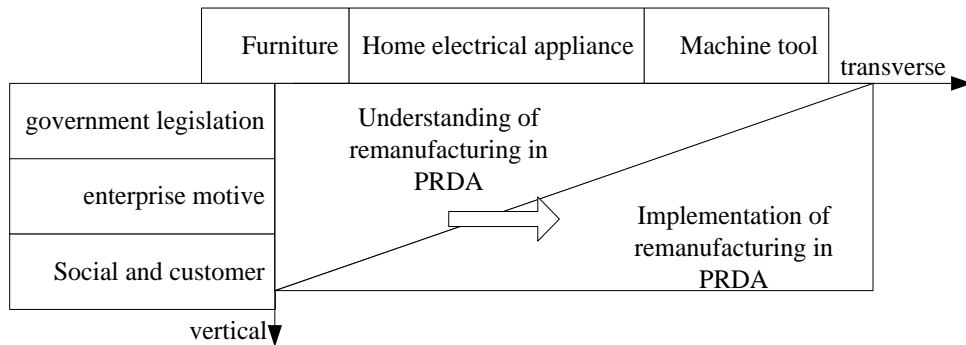 Furniture
Home electrical appliance
Machine tool
transverse
government legislation
enterprise motive
Social and customer
Understanding of
remanufacturing in
PRDA
Implementation of
remanufacturing in
PRDA
vertical